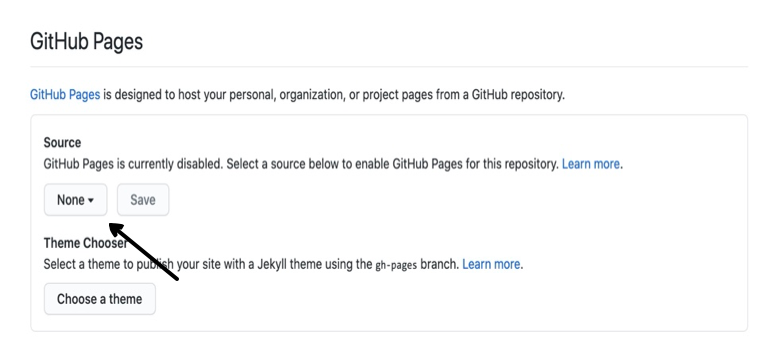 GitHub Pages
GitHub Pages is designed to host your personal, organization, or project pages from a GitHub repository.
Source
GitHub Pages is currently disabled. Select a source below to enable GitHub Pages for this repository. Learn more.
None ▾ Save
Theme Chooser
Select a theme to publish your site with a Jekyll theme using the gh-pages branch. Learn more.
Choose a theme